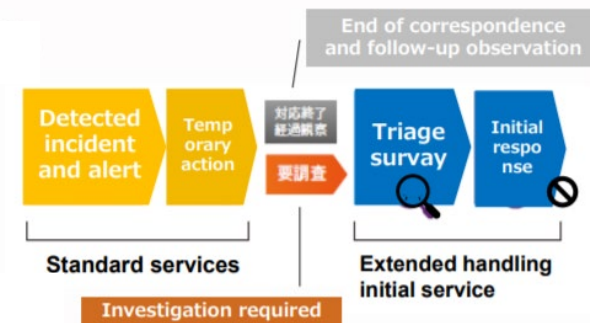 End of correspondence
and follow-up observation
Detected
incident
and alert
Temp
orary
action
対応終了
経過観察
要調査
Triage
survay
Initial
respo
nse
Standard services
Extended handling
initial service
Investigation required